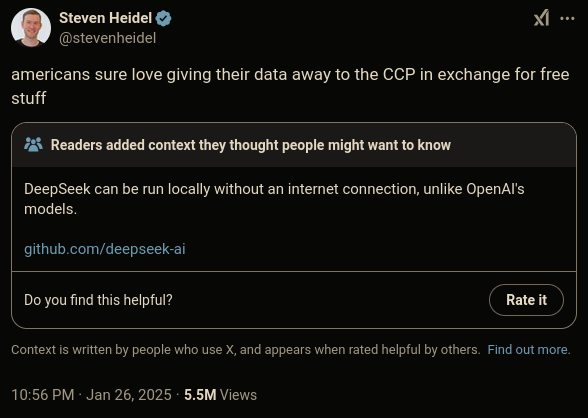 Steven Heidel
@stevenheidel
americans sure love giving their data away to the CCP in exchange for free
stuff
Readers added context they thought people might want to know
DeepSeek can be run locally without an internet connection, unlike OpenAI's
models.
github.com/deepseek-ai
Do you find this helpful?
Rate it
Context is written by people who use X, and appears when rated helpful by others. Find out more.
10:56 PM · Jan 26, 2025 · 5.5M Views